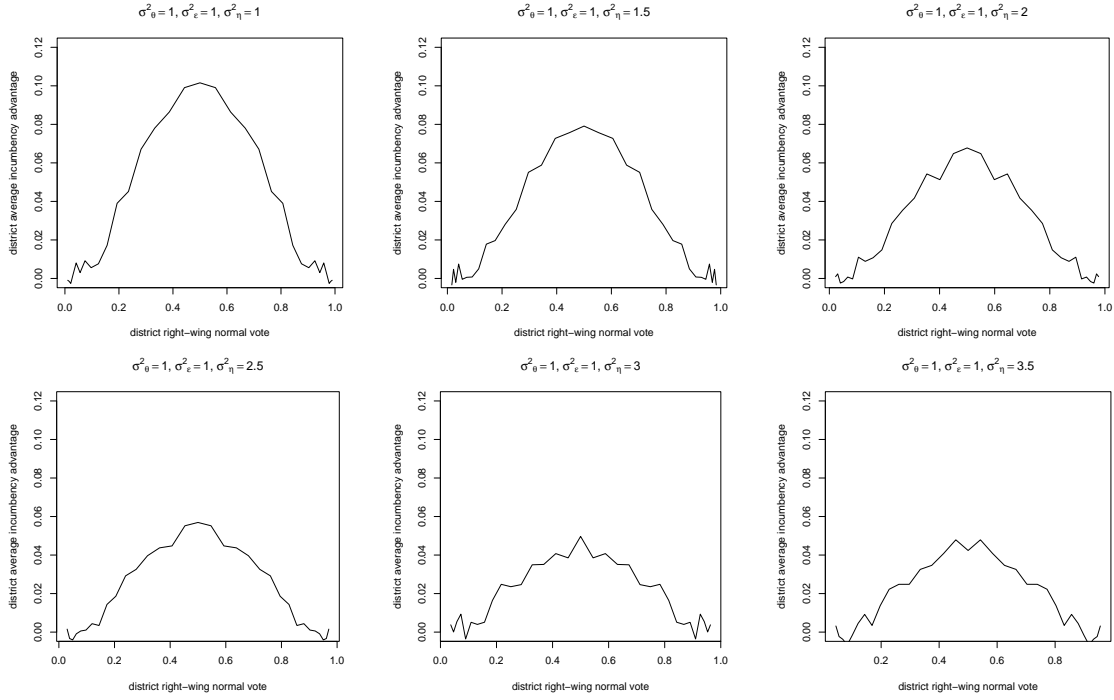 σ²θ = 1, σ²ε = 1, σ²η = 1
district average incumbency advantage
0.00 0.02 0.04 0.06 0.08 0.10 0.12
0.0 0.2 0.4 0.6 0.8 1.0
district right−wing normal vote
σ²θ = 1, σ²ε = 1, σ²η = 1.5
district average incumbency advantage
0.00 0.02 0.04 0.06 0.08 0.10 0.12
0.0 0.2 0.4 0.6 0.8 1.0
district right−wing normal vote
σ²θ = 1, σ²ε = 1, σ²η = 2
district average incumbency advantage
0.00 0.02 0.04 0.06 0.08 0.10 0.12
0.0 0.2 0.4 0.6 0.8 1.0
district right−wing normal vote
σ²θ = 1, σ²ε = 1, σ²η = 2.5
district average incumbency advantage
0.00 0.02 0.04 0.06 0.08 0.10 0.12
0.0 0.2 0.4 0.6 0.8 1.0
district right−wing normal vote
σ²θ = 1, σ²ε = 1, σ²η = 3
district average incumbency advantage
0.00 0.02 0.04 0.06 0.08 0.10 0.12
0.0 0.2 0.4 0.6 0.8 1.0
district right−wing normal vote
σ²θ = 1, σ²ε = 1, σ²η = 3.5
district average incumbency advantage
0.00 0.02 0.04 0.06 0.08 0.10 0.12
0.2 0.4 0.6 0.8
district right−wing normal vote